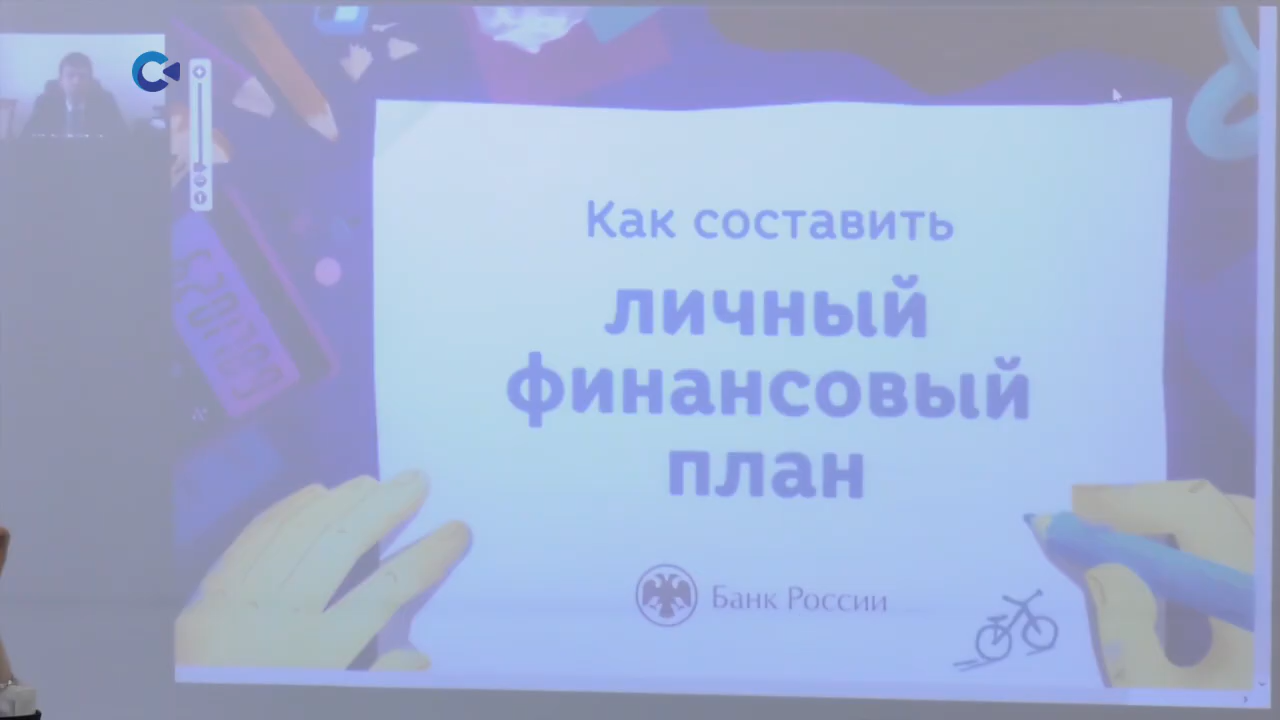 Как составить
личный
финансовый
план
Банк России